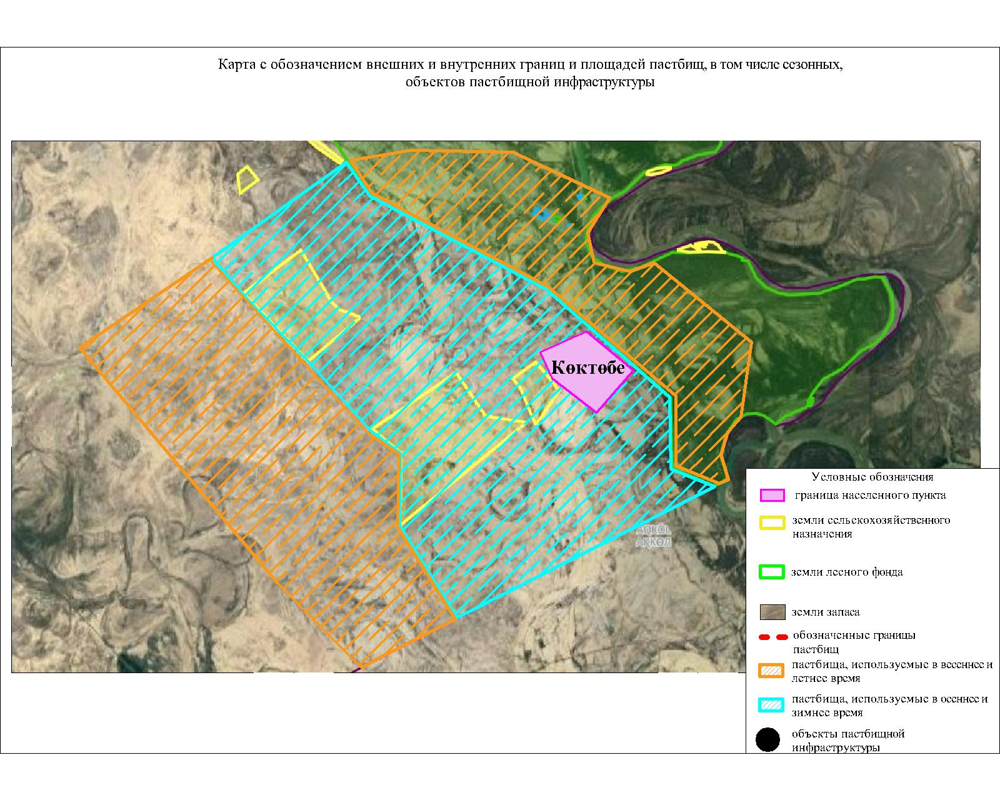 Карта с обозначением внешних и внутренних границ и площадей пастбищ, в том числе сезонных,
объектов пастбищной инфраструктуры
Көктөбе
AQKÓL
АҚКӨЛ
Условные обозначения
граница населенного пункта
земли сельскохозяйственного
назначения
земли лесного фонда
земли запаса
обозначенные границы
пастбищ
пастбища, используемые в весеннее и
летнее время
пастбища, используемые в осеннее и
зимнее время
объекты пастбищной
инфраструктуры